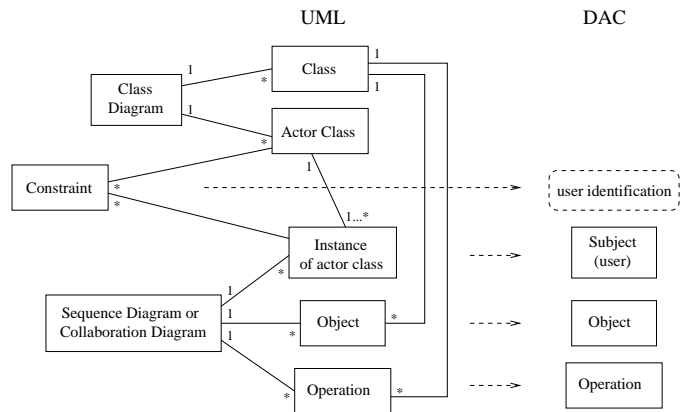 UML
DAC
Class
1
1
1
*
Class
Diagram
1
Actor Class
*
1
Constraint
*
*
user identification
1...*
Instance
of actor class
*
Subject
(user)
1
Sequence Diagram or
Collaboration Diagram
1
1
Object
*
*
Object
Operation
*
*
Operation